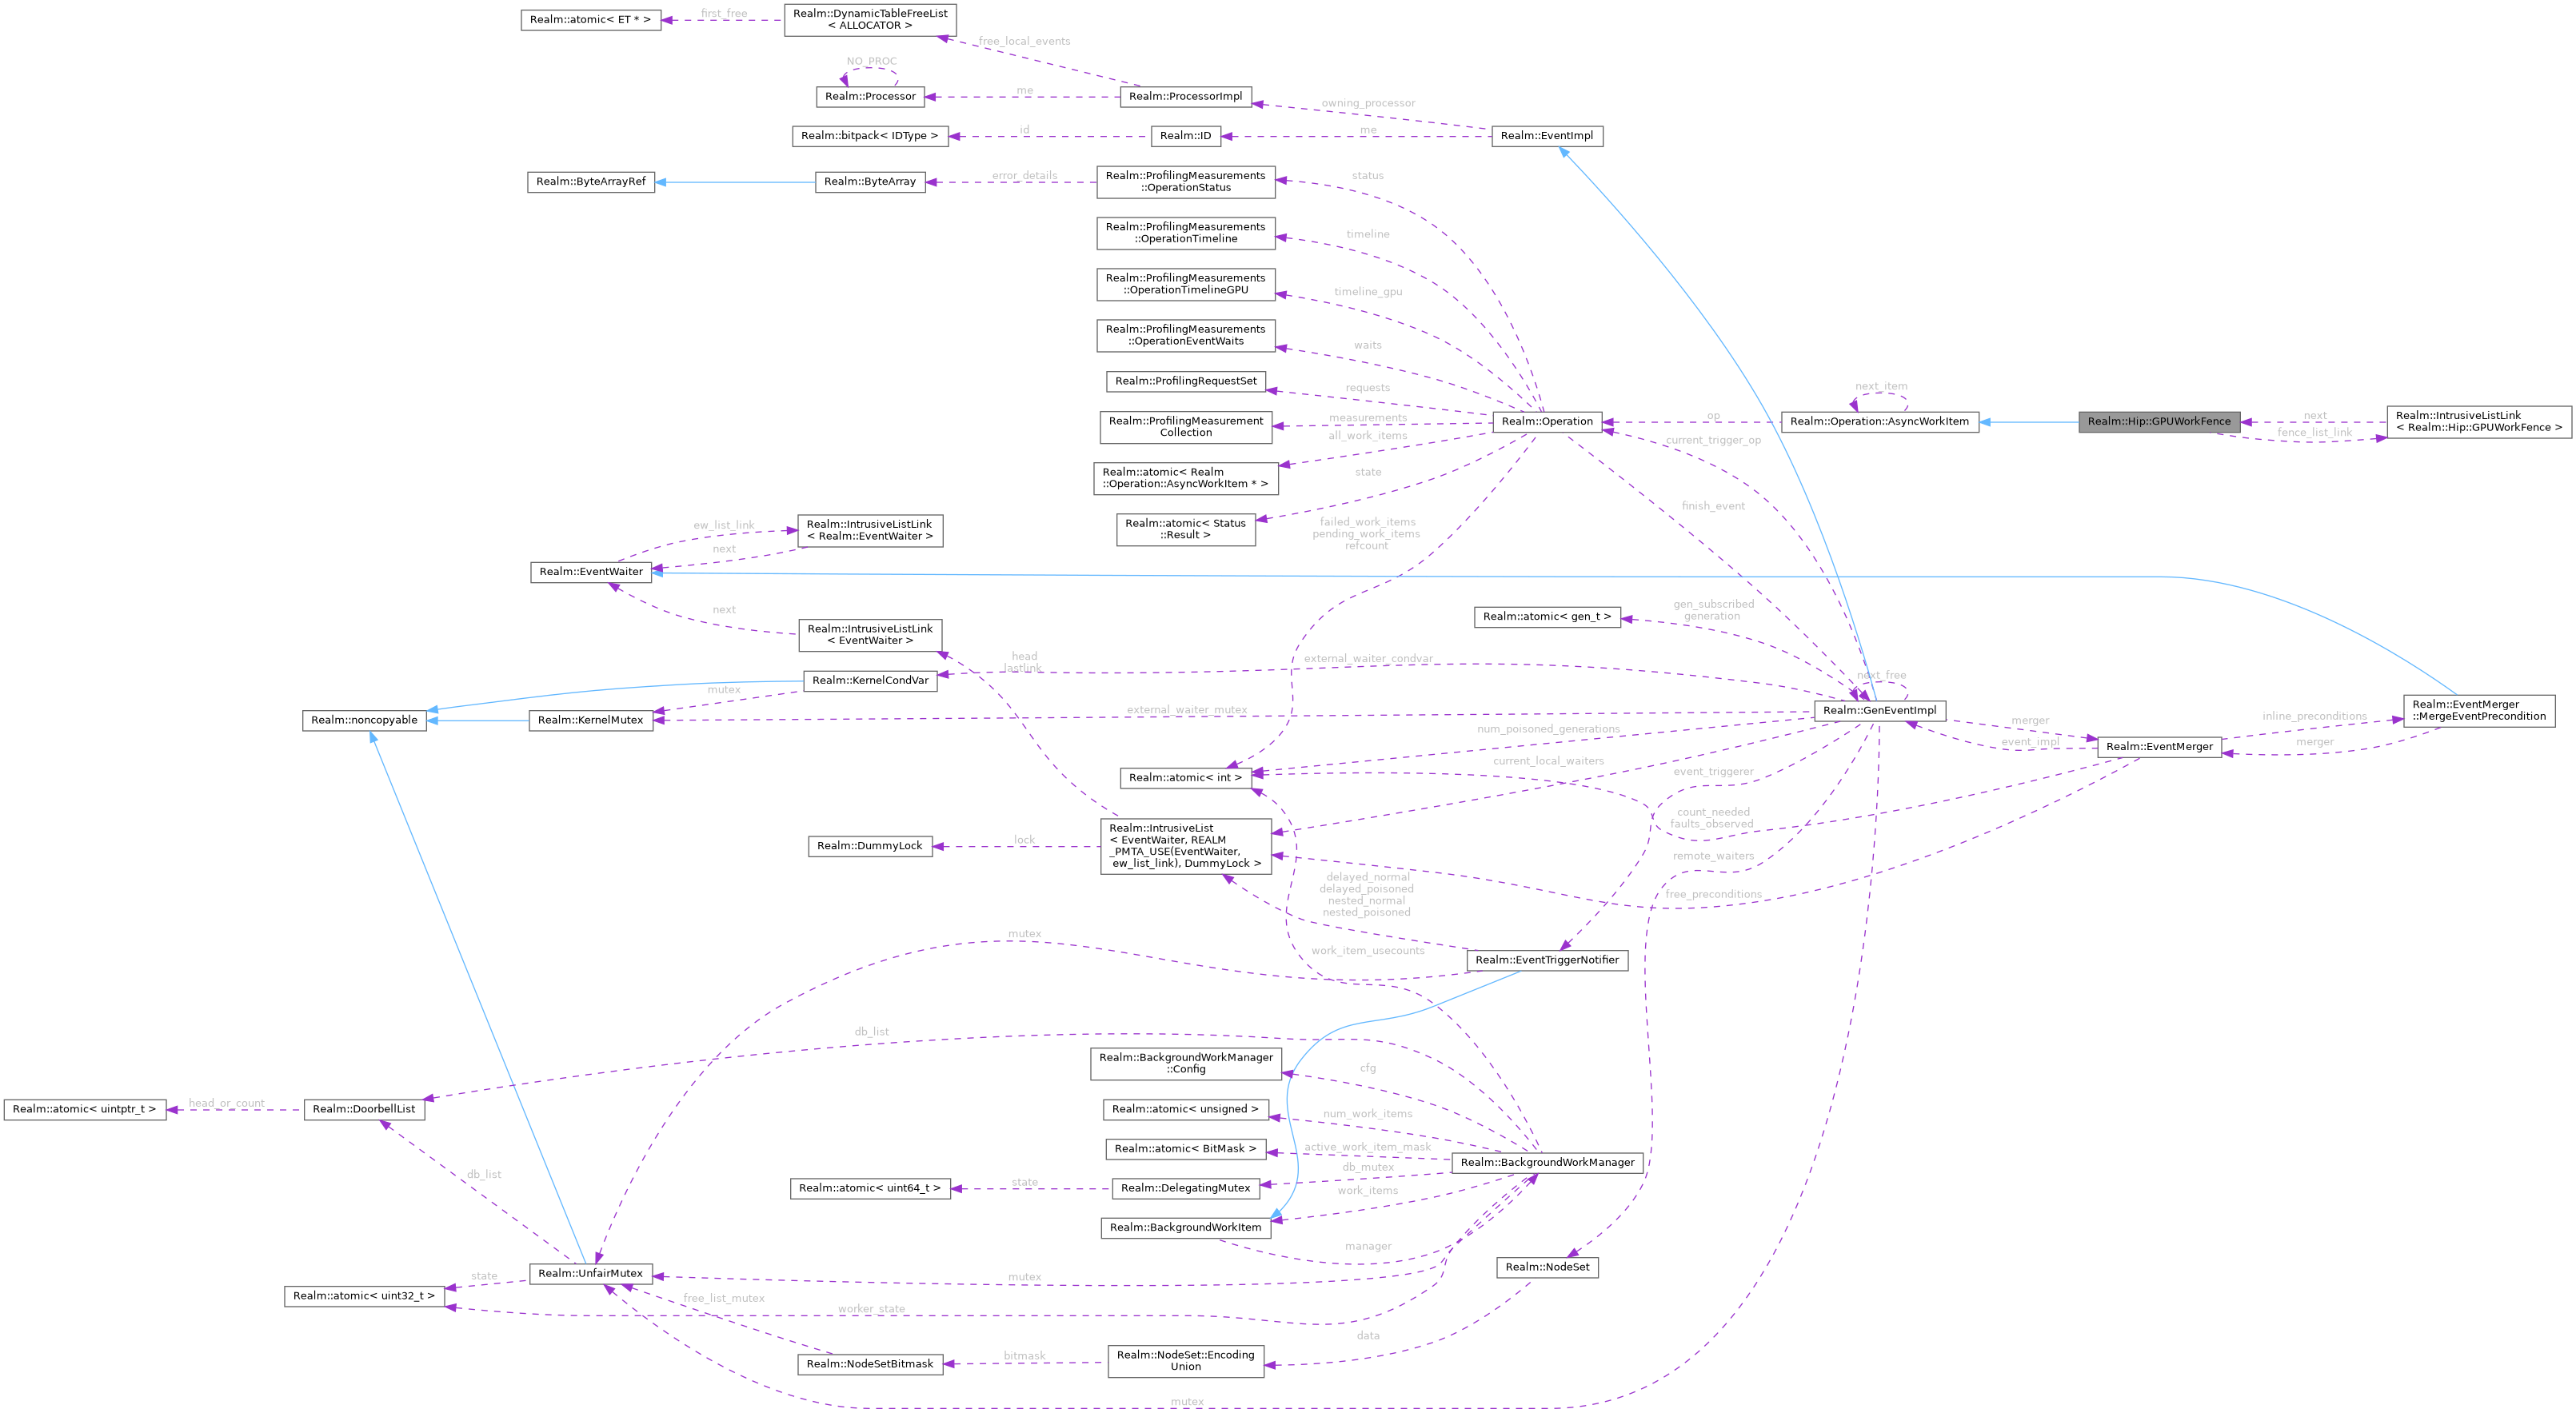 Realm::atomic< ET * >
first_free
Realm::DynamicTableFreeList
< ALLOCATOR >
free_local_events
NO_PROC
Realm::Processor
me
Realm::ProcessorImpl
owning_processor
Realm::bitpack< IDType >
id
Realm::ID
me
Realm::EventImpl
Realm::ByteArrayRef
Realm::ByteArray
error_details
Realm::ProfilingMeasurements
::OperationStatus
status
Realm::ProfilingMeasurements
::OperationTimeline
timeline
Realm::ProfilingMeasurements
::OperationTimelineGPU
timeline_gpu
Realm::ProfilingMeasurements
::OperationEventWaits
waits
Realm::ProfilingRequestSet
requests
Realm::ProfilingMeasurement
Collection
measurements
all_work_items
Realm::Operation
op
next_item
Realm::Operation::AsyncWorkItem
Realm::Hip::GPUWorkFence
next
fence_list_link
Realm::IntrusiveListLink
< Realm::Hip::GPUWorkFence >
current_trigger_op
Realm::atomic< Realm
::Operation::AsyncWorkItem * >
state
Realm::atomic< Status
::Result >
failed_work_items
pending_work_items
refcount
finish_event
ew_list_link
Realm::IntrusiveListLink
< Realm::EventWaiter >
next
Realm::EventWaiter
next
Realm::IntrusiveListLink
< EventWaiter >
Realm::atomic< gen_t >
gen_subscribed
generation
head
lastlink
external_waiter_condvar
next_free
Realm::KernelCondVar
mutex
Realm::noncopyable
Realm::KernelMutex
external_waiter_mutex
Realm::GenEventImpl
num_poisoned_generations
merger
event_impl
Realm::EventMerger
inline_preconditions
merger
Realm::EventMerger
::MergeEventPrecondition
current_local_waiters
event_triggerer
Realm::atomic< int >
count_needed
faults_observed
Realm::DummyLock
lock
Realm::IntrusiveList
< EventWaiter, REALM
_PMTA_USE(EventWaiter,
ew_list_link), DummyLock >
remote_waiters
free_preconditions
delayed_normal
delayed_poisoned
nested_normal
nested_poisoned
mutex
work_item_usecounts
Realm::EventTriggerNotifier
db_list
Realm::BackgroundWorkManager
::Config
cfg
Realm::atomic< uintptr_t >
head_or_count
Realm::DoorbellList
Realm::atomic< unsigned >
num_work_items
Realm::atomic< BitMask >
active_work_item_mask
Realm::BackgroundWorkManager
db_list
db_mutex
Realm::atomic< uint64_t >
state
Realm::DelegatingMutex
work_items
Realm::BackgroundWorkItem
manager
Realm::UnfairMutex
mutex
Realm::NodeSet
state
Realm::atomic< uint32_t >
free_list_mutex
worker_state
data
Realm::NodeSetBitmask
bitmask
Realm::NodeSet::Encoding
Union
mutex